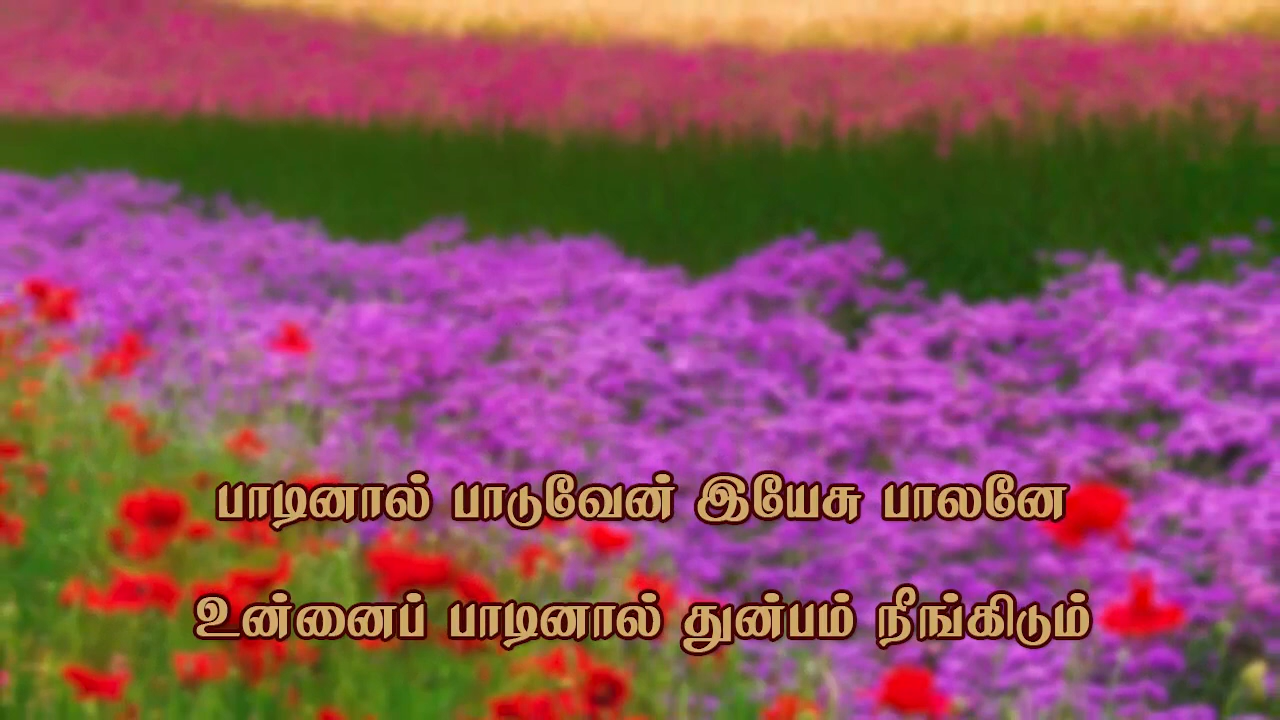 பாடினால் பாடுவேன் இயேசு பாலனே
உன்னைப் பாடினால் துன்பம் நீங்கிடும்